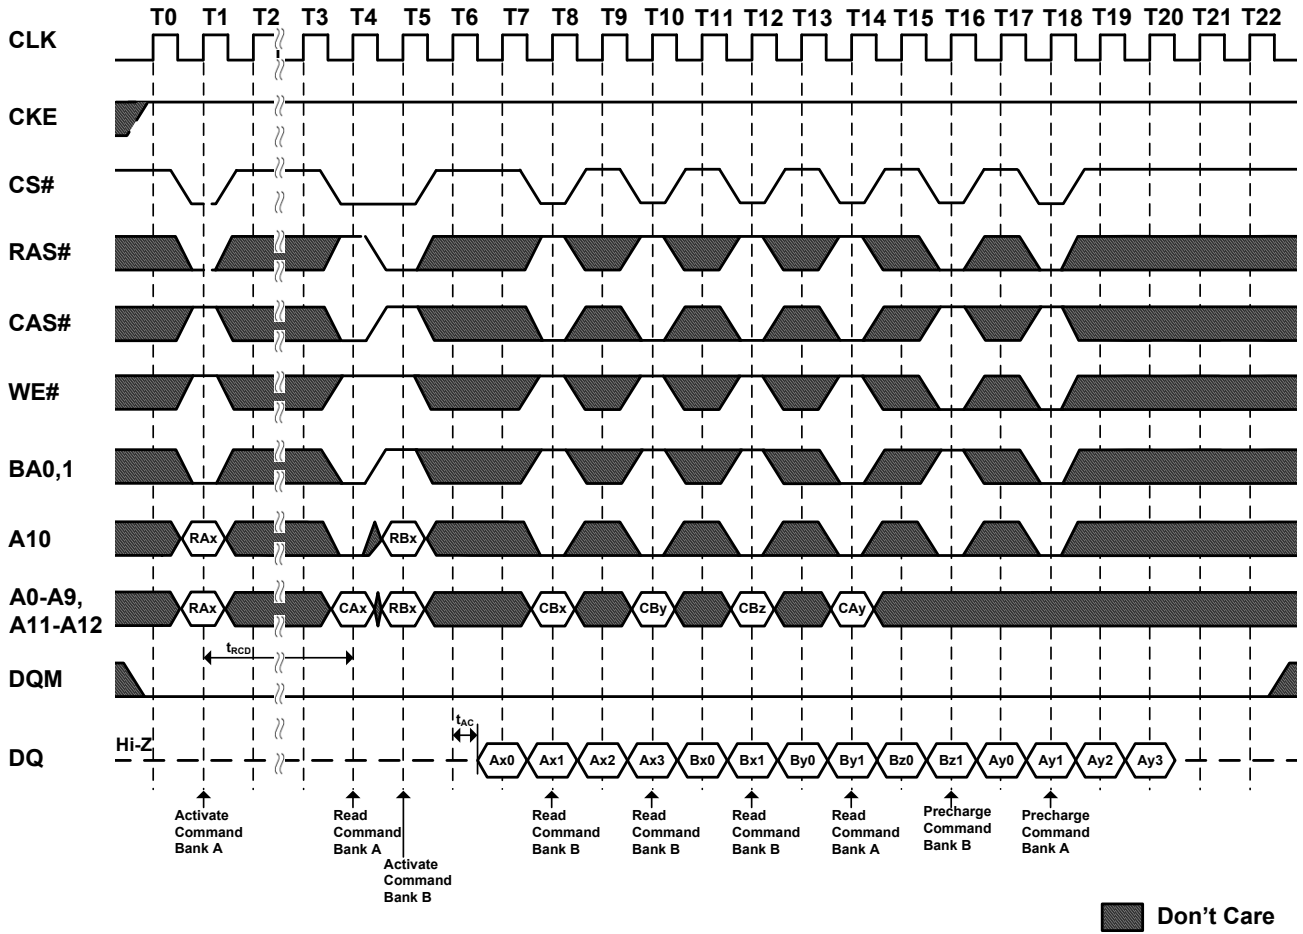 T0 T1 T2 T3 T4 T5 T6 T7 T8 T9 T10 T11 T12 T13 T14 T15 T16 T17 T18 T19 T20 T21 T22
CLK
CKE
CS#
RAS#
CAS#
WE#
BA0,1
A10
RAx RBx
A0-A9,
A11-A12
RAx CAx RBx CBx CBy CBz CAy
tRCD
DQM
tAC
DQ
Hi-Z
Ax0 Ax1 Ax2 Ax3 Bx0 Bx1 By0 By1 Bz0 Bz1 Ay0 Ay1 Ay2 Ay3
Activate
Command
Bank A
Read
Command
Bank A
Activate
Command
Bank B
Read
Command
Bank B
Read
Command
Bank B
Read
Command
Bank B
Read
Command
Bank A
Precharge
Command
Bank B
Precharge
Command
Bank A
Don't Care